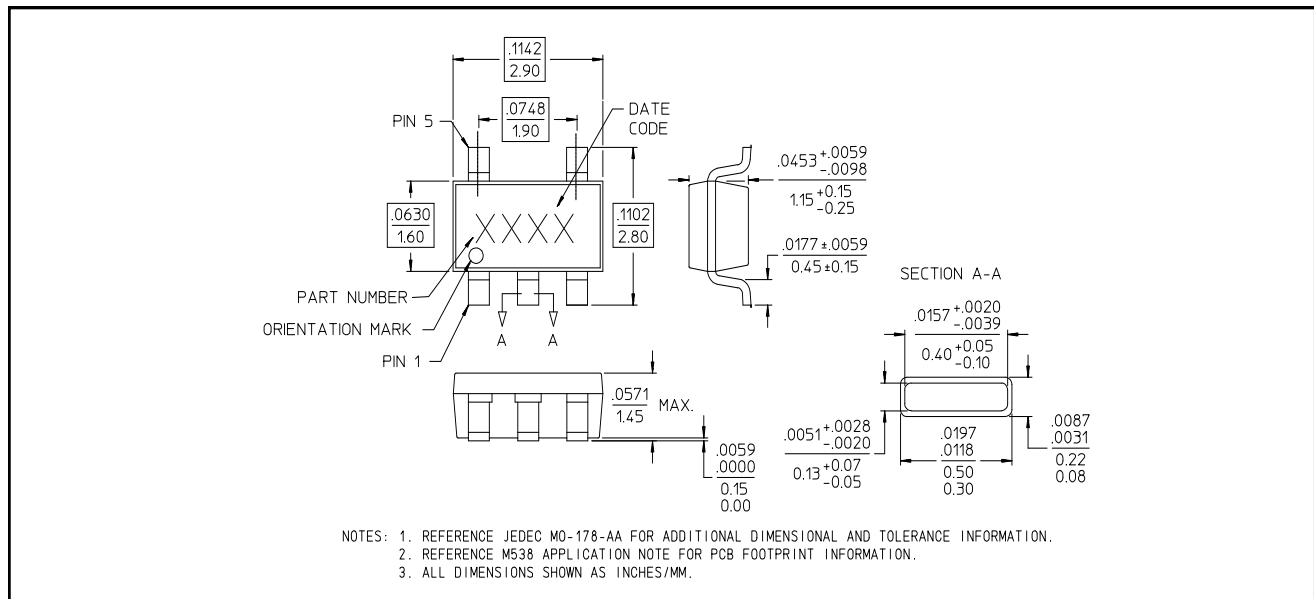 .1142
2.90
.0748
1.90
DATE
CODE
PIN 5
.0453 +.0059
-.0098
1.15 +0.15
-0.25
.0630
1.60
XXXX
.1102
2.80
.0177 ±.0059
0.45±0.15
SECTION A-A
PART NUMBER
ORIENTATION MARK
PIN 1
A A
.0157 +.0020
-.0039
0.40 +0.05
-0.10
.0571
1.45
MAX.
.0059
.0000
0.15
0.00
.0051 +.0028
-.0020
0.13 +0.07
-0.05
.0197
.0118
0.50
0.30
.0087
.0031
0.22
0.08
NOTES: 1. REFERENCE JEDEC MO-178-AA FOR ADDITIONAL DIMENSIONAL AND TOLERANCE INFORMATION.
2. REFERENCE M538 APPLICATION NOTE FOR PCB FOOTPRINT INFORMATION.
3. ALL DIMENSIONS SHOWN AS INCHES/MM.